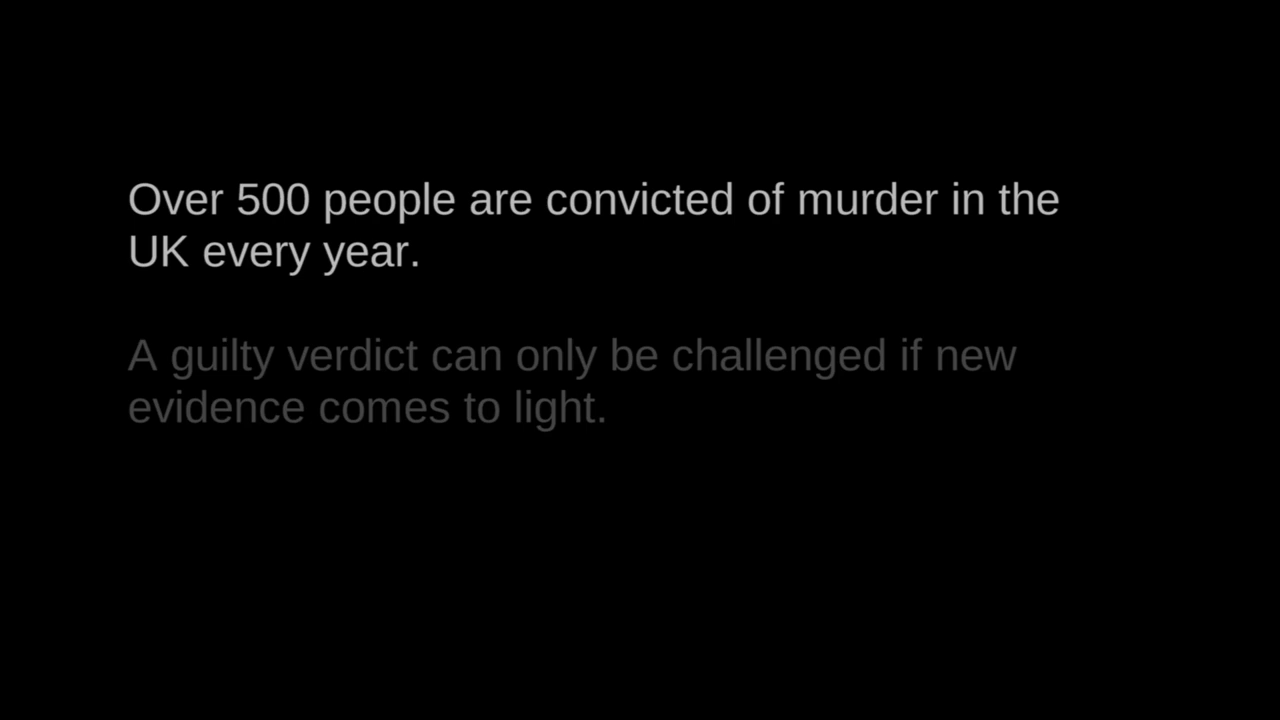 Over 500 people are convicted of murder in the
UK every year.
A guilty verdict can only be challenged if new
evidence comes to light.